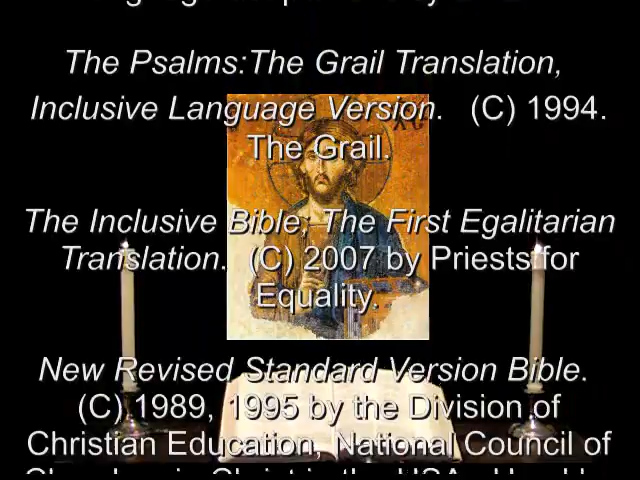 The Psalms:The Grail Translation,
Inclusive Language Version. (C) 1994.
The Grail.
The Inclusive Bible; The First Egalitarian
Translation. (C) 2007 by Priests for
Equality.
New Revised Standard Version Bible.
(C) 1989, 1995 by the Division of
Christian Education, National Council of